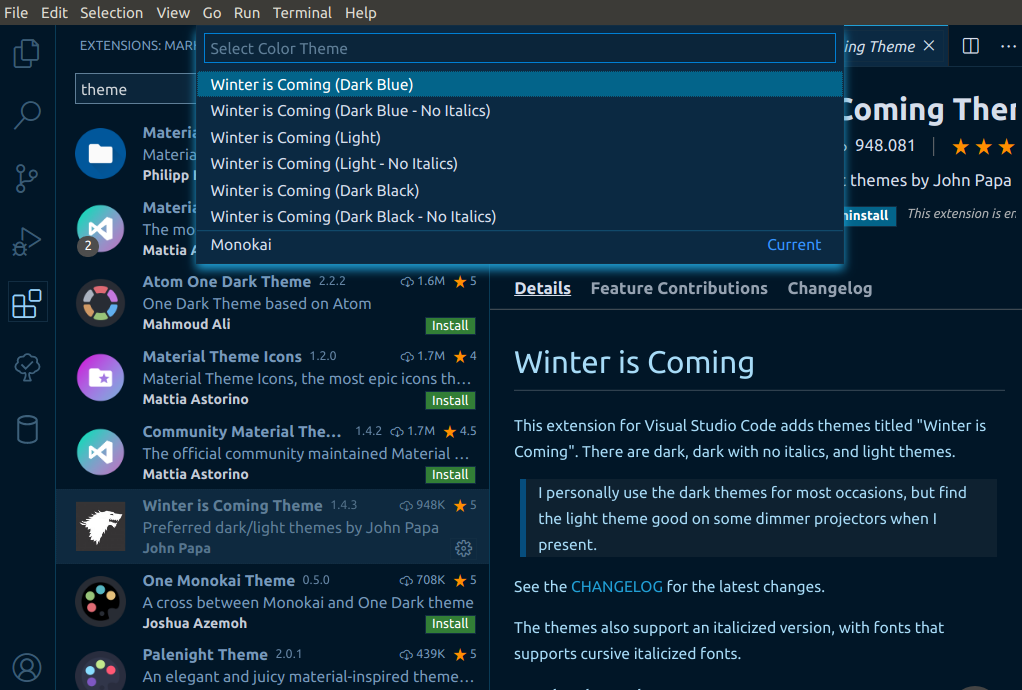 File Edit Selection View Go Run Terminal Help
EXTENSIONS: MAR
theme
Select Color Theme
Winter is Coming (Dark Blue)
Winter is Coming (Dark Blue - No Italics)
Winter is Coming (Light)
Winter is Coming (Light - No Italics)
Winter is Coming (Dark Black)
Winter is Coming (Dark Black - No Italics)
Monokai Current
Materia
Materia
Philipp
Materia
The mo
Mattia A
2
Atom One Dark Theme 2.2.2 1.6M 5
One Dark Theme based on Atom
Mahmoud Ali Install
Material Theme Icons 1.2.0 1.7M 4
Material Theme Icons, the most epic icons th...
Mattia Astorino Install
Community Material The... 1.4.2 1.7M 4.5
The official community maintained Material ...
Mattia Astorino Install
Winter is Coming Theme 1.4.3 948K 5
Preferred dark/light themes by John Papa
John Papa
One Monokai Theme 0.5.0 708K 5
A cross between Monokai and One Dark theme
Joshua Azemoh Install
Palenight Theme 2.0.1 439K 5
An elegant and juicy material-inspired theme...
ing Theme
Coming Ther
948.081
themes by John Papa
ninstall This extension is en
Details Feature Contributions Changelog
Winter is Coming
This extension for Visual Studio Code adds themes titled "Winter is
Coming". There are dark, dark with no italics, and light themes.
I personally use the dark themes for most occasions, but find
the light theme good on some dimmer projectors when I
present.
See the CHANGELOG for the latest changes.
The themes also support an italicized version, with fonts that
supports cursive italicized fonts.